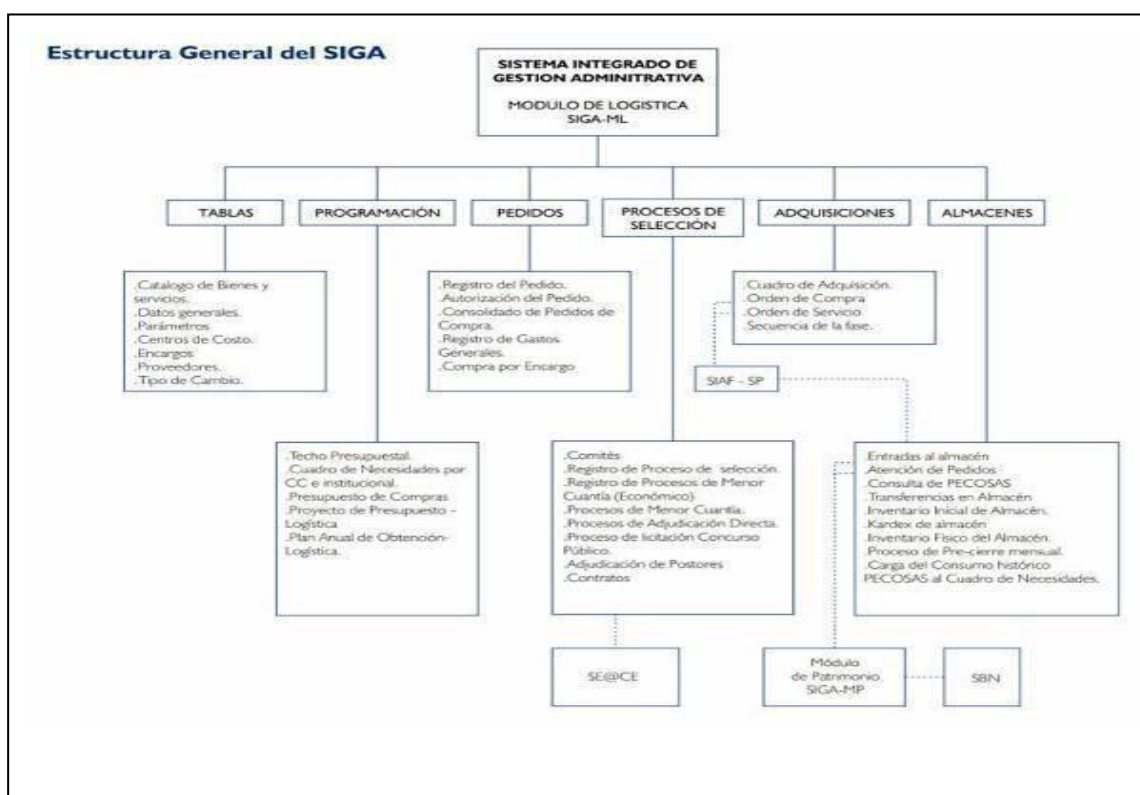 Estructura General del SIGA
SISTEMA INTEGRADO DE
GESTION ADMINITRATIVA
MODULO DE LOGISTICA
SIGA-ML
TABLAS
PROGRAMACIÓN
PEDIDOS
PROCESOS DE
SELECCIÓN
ADQUISICIONES
ALMACENES
.Catalogo de Bienes y
servicios.
.Datos generales.
.Parámetros
.Centros de Costo.
.Encargos
.Proveedores.
.Tipo de Cambio.
.Registro del Pedido.
.Autorización del Pedido.
.Consolidado de Pedidos de
Compra.
.Registro de Gastos
Generales.
.Compra por Encargo
.Cuadro de Adquisición.
.Orden de Compra
.Orden de Servicio
.Secuencia de la fase.
SIAF - SP
.Techo Presupuestal.
.Cuadro de Necesidades por
CC e institucional.
.Presupuesto de Compras
.Proyecto de Presupuesto -
Logística
.Plan Anual de Obtención-
Logística.
.Comités
.Registro de Proceso de selección.
.Registro de Procesos de Menor
Cuantía (Económico)
.Procesos de Menor Cuantía.
.Procesos de Adjudicación Directa.
.Proceso de licitación Concurso
Público.
.Adjudicación de Postores
.Contratos
.Entradas al almacén
.Atención de Pedidos
.Consulta de PECOSAS
.Transferencias en Almacén
.Inventario Inicial de Almacén.
.Kardex de almacén
.Inventario Físico del Almacén.
.Proceso de Pre-cierre mensual.
.Carga del Consumo histórico
PECOSAS al Cuadro de Necesidades.
SE@CE
Módulo
de Patrimonio
SIGA-MP
SBN